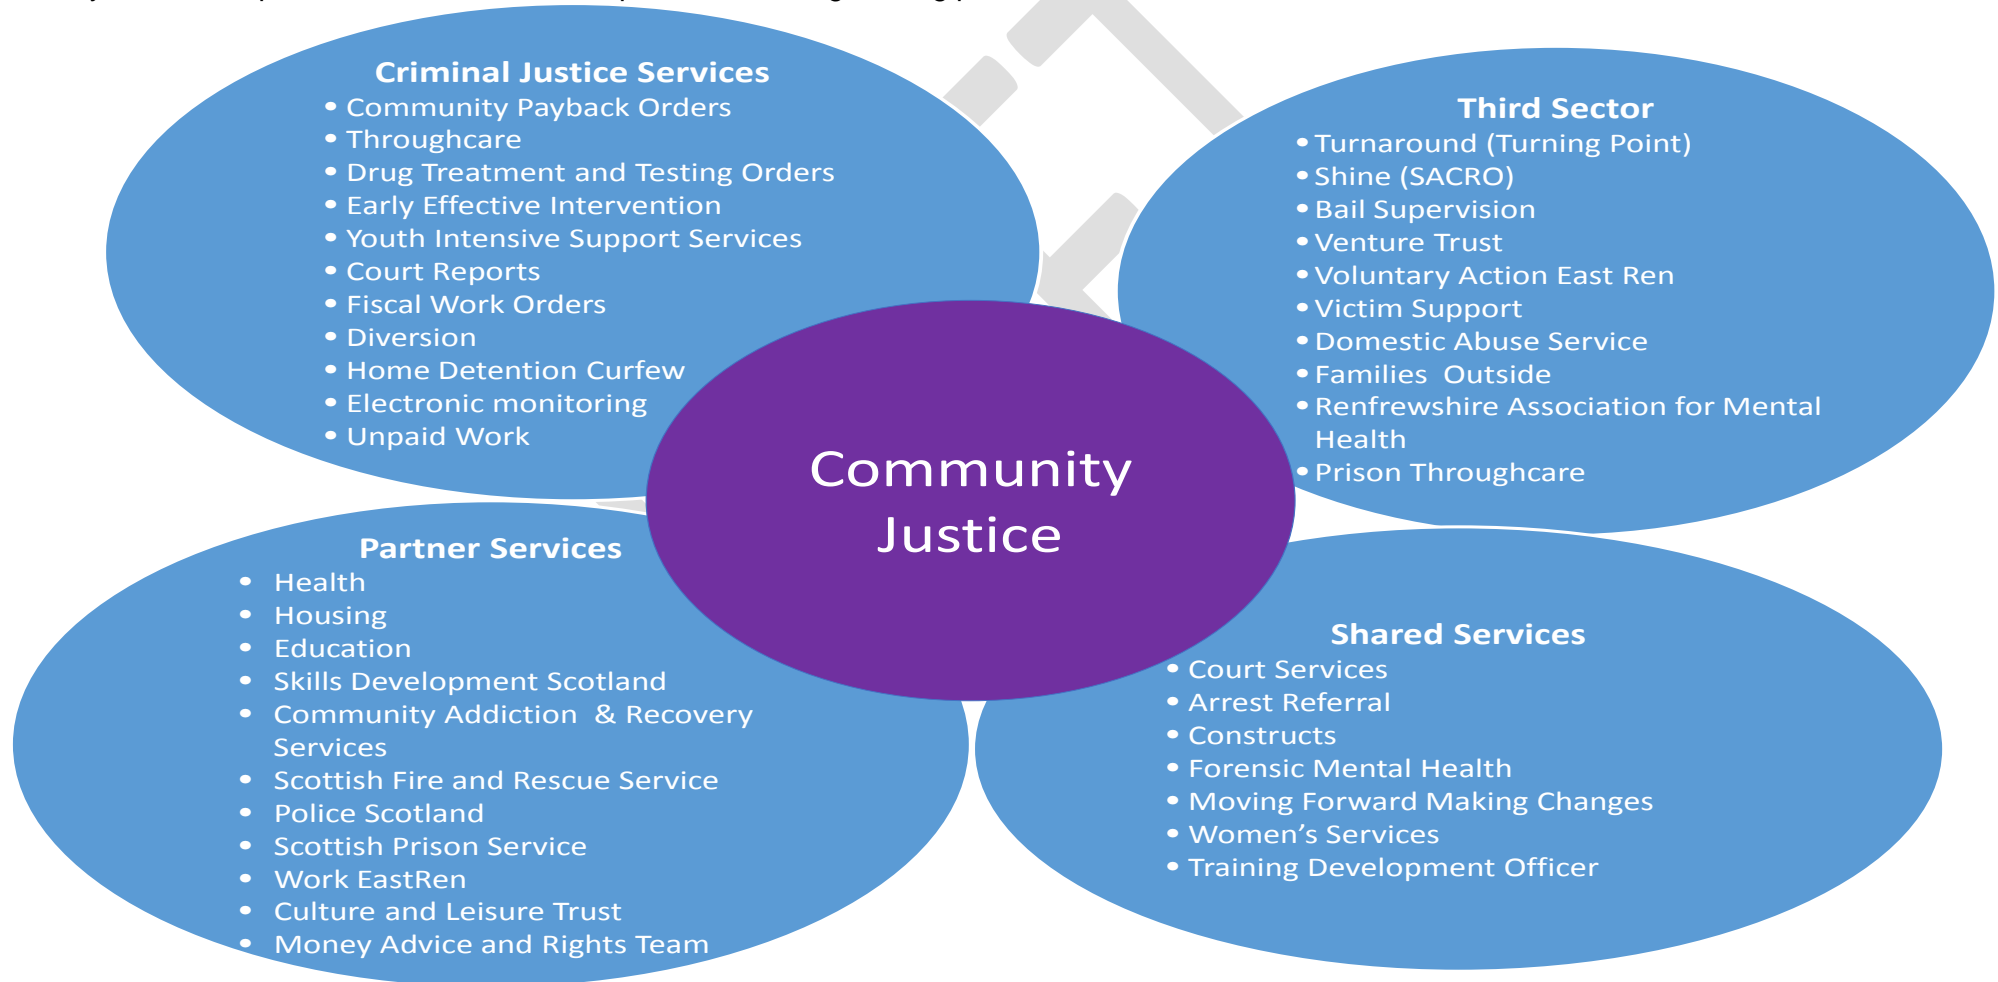 Criminal Justice Services
• Community Payback Orders
• Throughcare
• Drug Treatment and Testing Orders
• Early Effective Intervention
• Youth Intensive Support Services
• Court Reports
• Fiscal Work Orders
• Diversion
• Home Detention Curfew
• Electronic monitoring
• Unpaid Work
Third Sector
• Turnaround (Turning Point)
• Shine (SACRO)
• Bail Supervision
• Venture Trust
• Voluntary Action East Ren
• Victim Support
• Domestic Abuse Service
• Families Outside
• Renfrewshire Association for Mental
Health
• Prison Throughcare
Community
Justice
Partner Services
• Health
• Housing
• Education
• Skills Development Scotland
• Community Addiction & Recovery
Services
• Scottish Fire and Rescue Service
• Police Scotland
• Scottish Prison Service
• Work EastRen
• Culture and Leisure Trust
• Money Advice and Rights Team
Shared Services
• Court Services
• Arrest Referral
• Constructs
• Forensic Mental Health
• Moving Forward Making Changes
• Women’s Services
• Training Development Officer